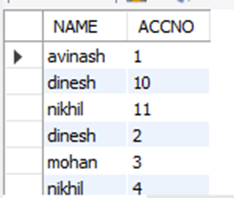 NAME ACCNO
avinash 1
dinesh 10
nikhil 11
dinesh 2
mohan 3
nikhil 4